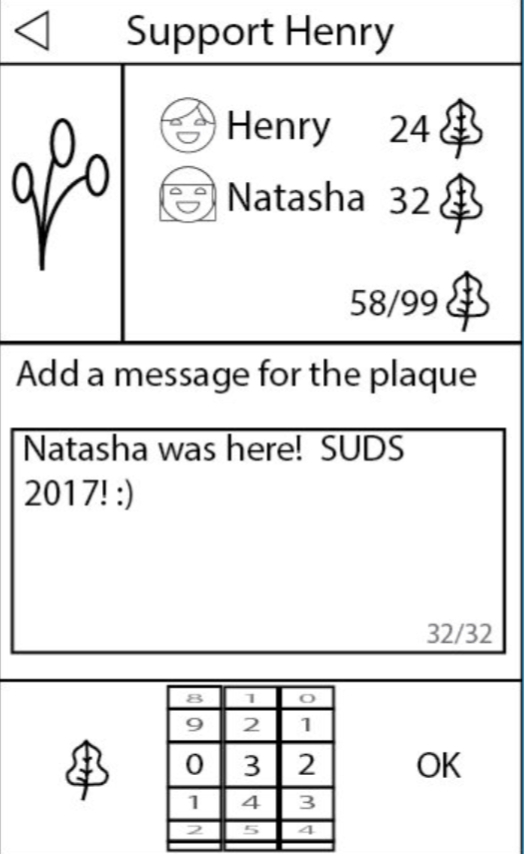 Support Henry
Henry 24
Natasha 32
58/99
Add a message for the plaque
Natasha was here!  SUDS
2017! :)
32/32
8 1 0
9 2 1
0 3 2 OK
1 4 3
2 5 4